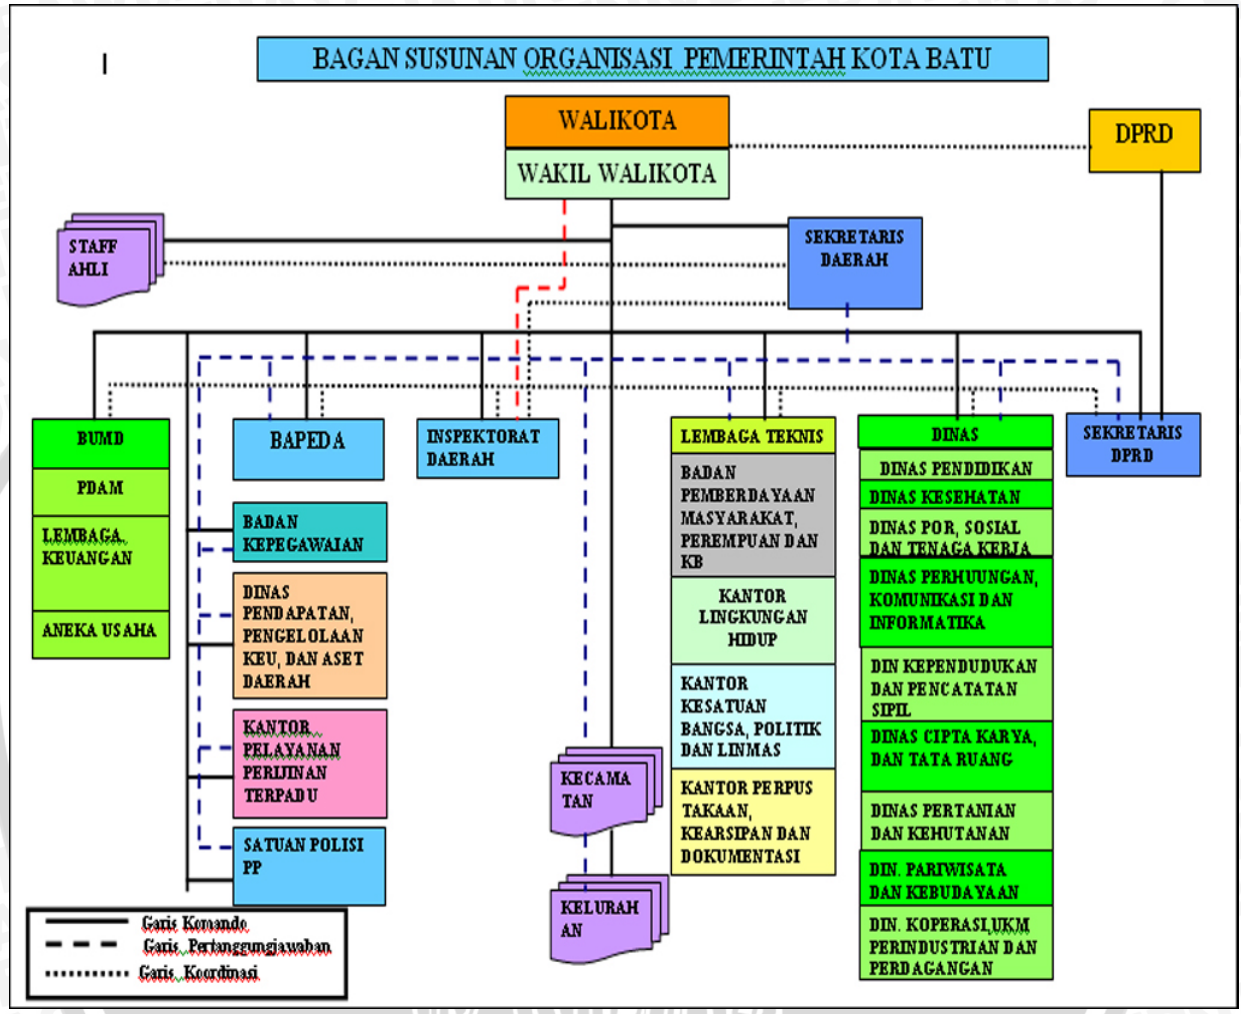 BAGAN SUSUNAN ORGANISASI PEMERINTAH KOTA BATU
WALIKOTA
WAKIL WALIKOTA
DPRD
STAFF
AHLI
SEKRETARIS
DAERAH
BUMD
PDAM
LEMBAGA
KEUANGAN
ANEKA USAHA
BAPEDA
BADAN
KEPEGAWAIAN
DINAS
PENDAPATAN,
PENGELOLAAN
KEU, DAN ASET
DAERAH
KANTOR
PELAYANAN
PERIJINAN
TERPADU
SATUAN POLISI
PP
INSPEKTORAT
DAERAH
KECAMA
TAN
KELURAH
AN
LEMBAGA TEKNIS
BADAN
PEMBERDAYAAN
MASYARAKAT,
PEREMPUAN DAN
KB
KANTOR
LINGKUNGAN
HIDUP
KANTOR
KESATUAN
BANGSA, POLITIK
DAN LINMAS
KANTOR PERPUS
TAKAAN,
KEARSIPAN DAN
DOKUMENTASI
DINAS
DINAS PENDIDIKAN
DINAS KESEHATAN
DINAS POR, SOSIAL
DAN TENAGA KERJA
DINAS PERHUUNGAN,
KOMUNIKASI DAN
INFORMATIKA
DIN KEPENDUDUKAN
DAN PENCATATAN
SIPIL
DINAS CIPTA KARYA,
DAN TATA RUANG
DINAS PERTANIAN
DAN KEHUTANAN
DIN. PARIWISATA
DAN KEBUDAYAAN
DIN. KOPERASI,UKM
PERINDUSTRIAN DAN
PERDAGANGAN
SEKRETARIS
DPRD
Garis Komando
Garis Pertanggungjawaban
Garis Koordinasi